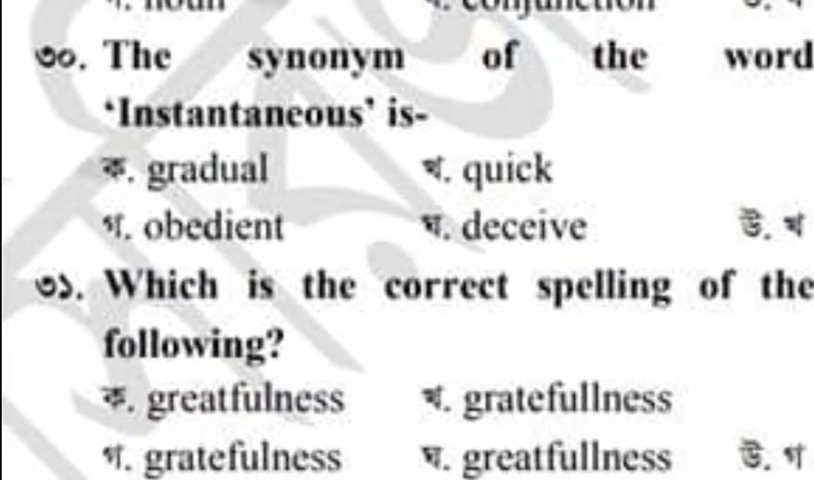 ৩০. The synonym of the word
‘Instantaneous’ is-
ক. gradual খ. quick
গ. obedient ঘ. deceive উ. খ
৩১. Which is the correct spelling of the
following?
ক. greatfulness খ. gratefullness
গ. gratefulness ঘ. greatfullness উ. গ